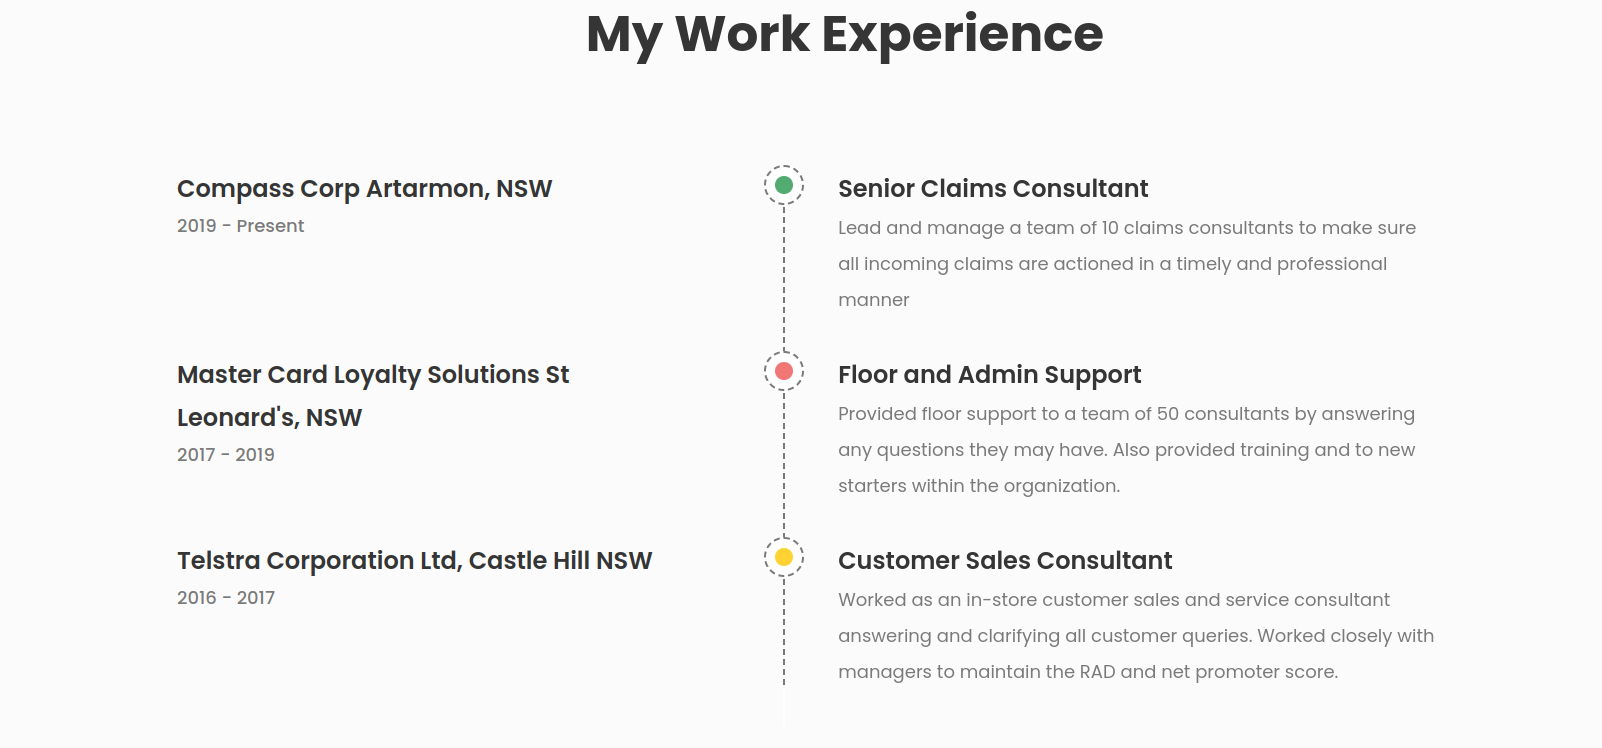 My Work Experience
Compass Corp Artarmon, NSW
2019 - Present
Senior Claims Consultant
Lead and manage a team of 10 claims consultants to make sure
all incoming claims are actioned in a timely and professional
manner
Master Card Loyalty Solutions St
Leonard's, NSW
2017 - 2019
Floor and Admin Support
Provided floor support to a team of 50 consultants by answering
any questions they may have. Also provided training and to new
starters within the organization.
Telstra Corporation Ltd, Castle Hill NSW
2016 - 2017
Customer Sales Consultant
Worked as an in-store customer sales and service consultant
answering and clarifying all customer queries. Worked closely with
managers to maintain the RAD and net promoter score.